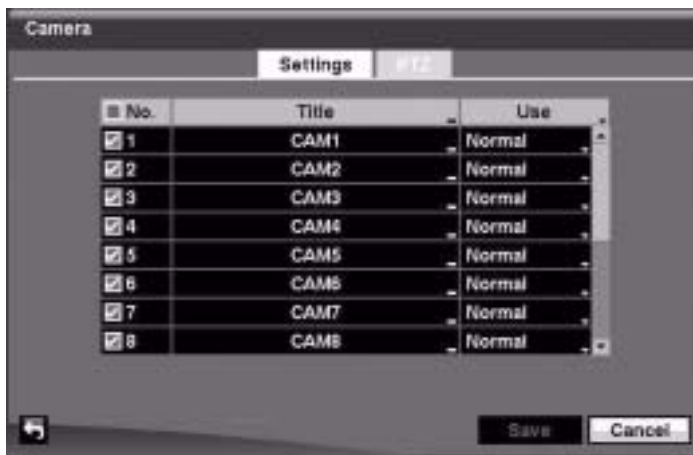 Camera
Settings PTZ
No. Title Use
1 CAM1 Normal
2 CAM2 Normal
3 CAM3 Normal
4 CAM4 Normal
5 CAM5 Normal
6 CAM6 Normal
7 CAM7 Normal
8 CAM8 Normal
Save Cancel